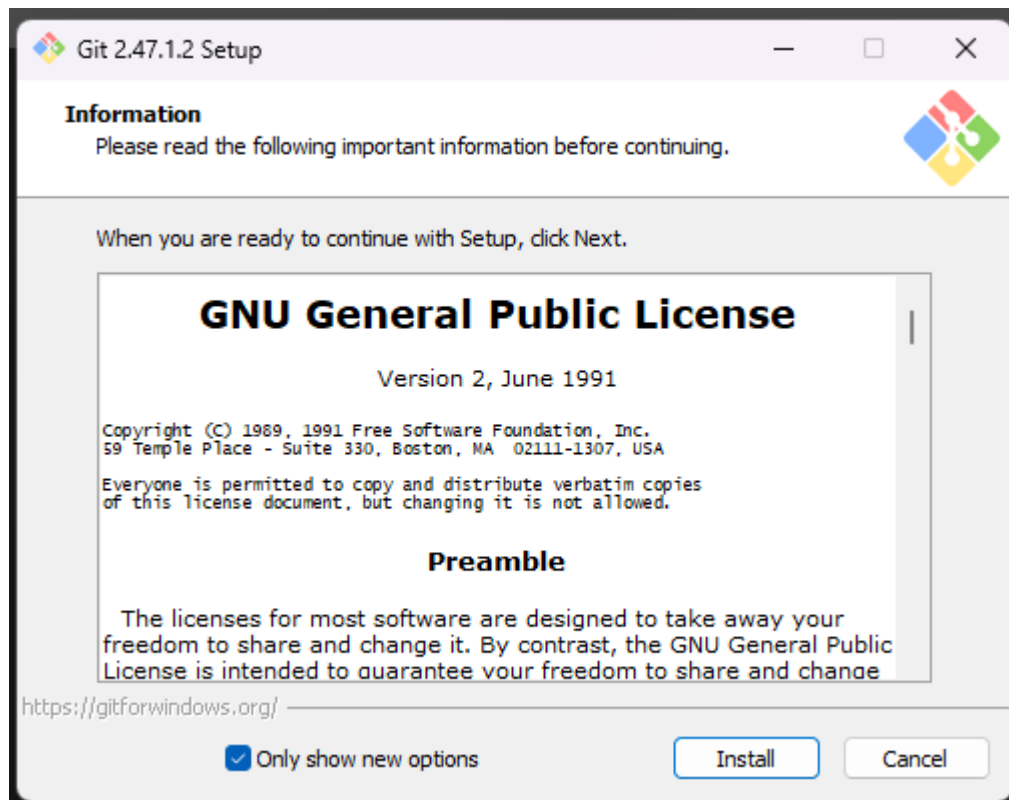 Git 2.47.1.2 Setup
Information
Please read the following important information before continuing.
When you are ready to continue with Setup, click Next.
GNU General Public License
Version 2, June 1991
Copyright (C) 1989, 1991 Free Software Foundation, Inc.
59 Temple Place - Suite 330, Boston, MA  02111-1307, USA
Everyone is permitted to copy and distribute verbatim copies
of this license document, but changing it is not allowed.
Preamble
The licenses for most software are designed to take away your
freedom to share and change it. By contrast, the GNU General Public
License is intended to guarantee your freedom to share and change
https://gitforwindows.org/
Only show new options
Install
Cancel